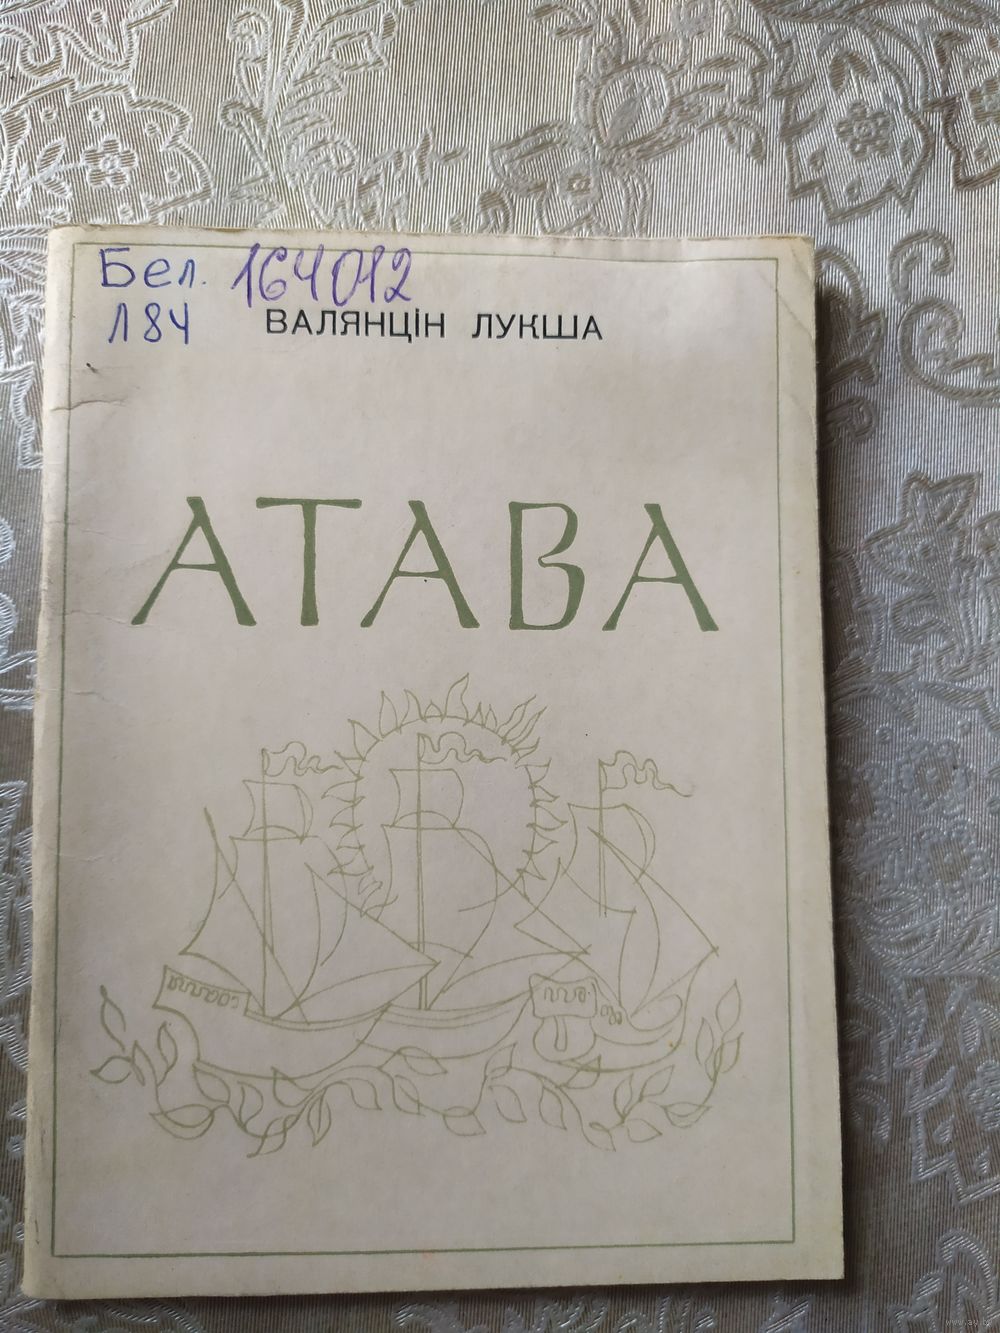 Бел. 164012
Л84
ВАЛЯНЦІН ЛУКША
АТАВА